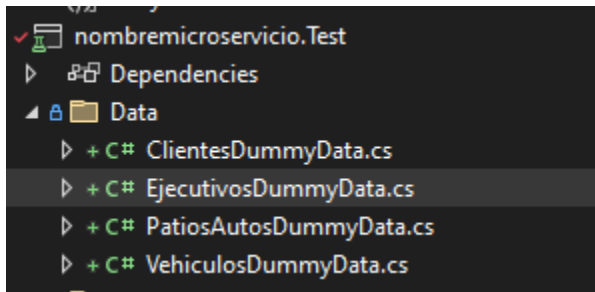 nombremicroservicio.Test
Dependencies
Data
+ C# ClientesDummyData.cs
+ C# EjecutivosDummyData.cs
+ C# PatiosAutosDummyData.cs
+ C# VehiculosDummyData.cs